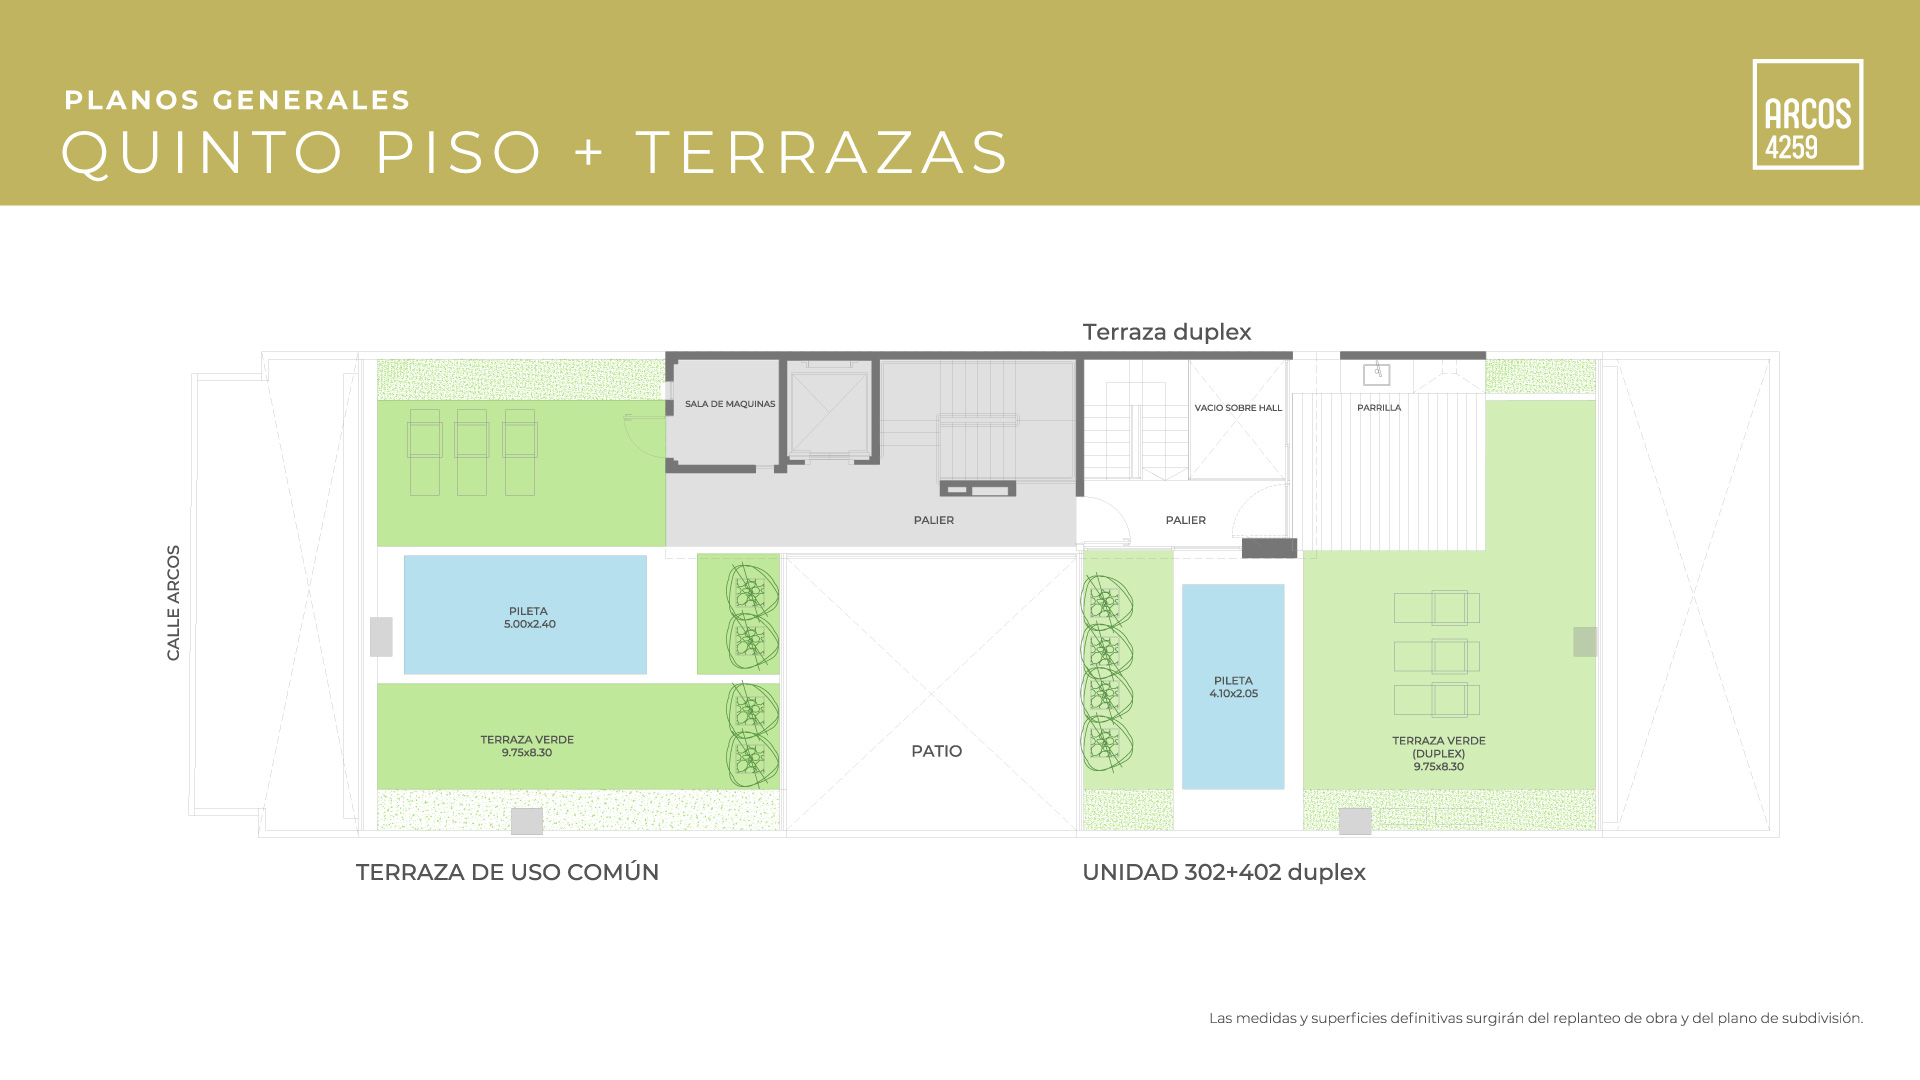 PLANOS GENERALES
QUINTO PISO + TERRAZAS
ARCOS
4259
Terraza duplex
SALA DE MAQUINAS
VACIO SOBRE HALL
PARRILLA
PALIER
PALIER
CALLE ARCOS
PILETA
5.00x2.40
PILETA
4.10x2.05
TERRAZA VERDE
9.75x8.30
PATIO
TERRAZA VERDE
(DUPLEX)
9.75x8.30
TERRAZA DE USO COMÚN
UNIDAD 302+402 duplex
Las medidas y superficies definitivas surgirán del replanteo de obra y del plano de subdivisión.